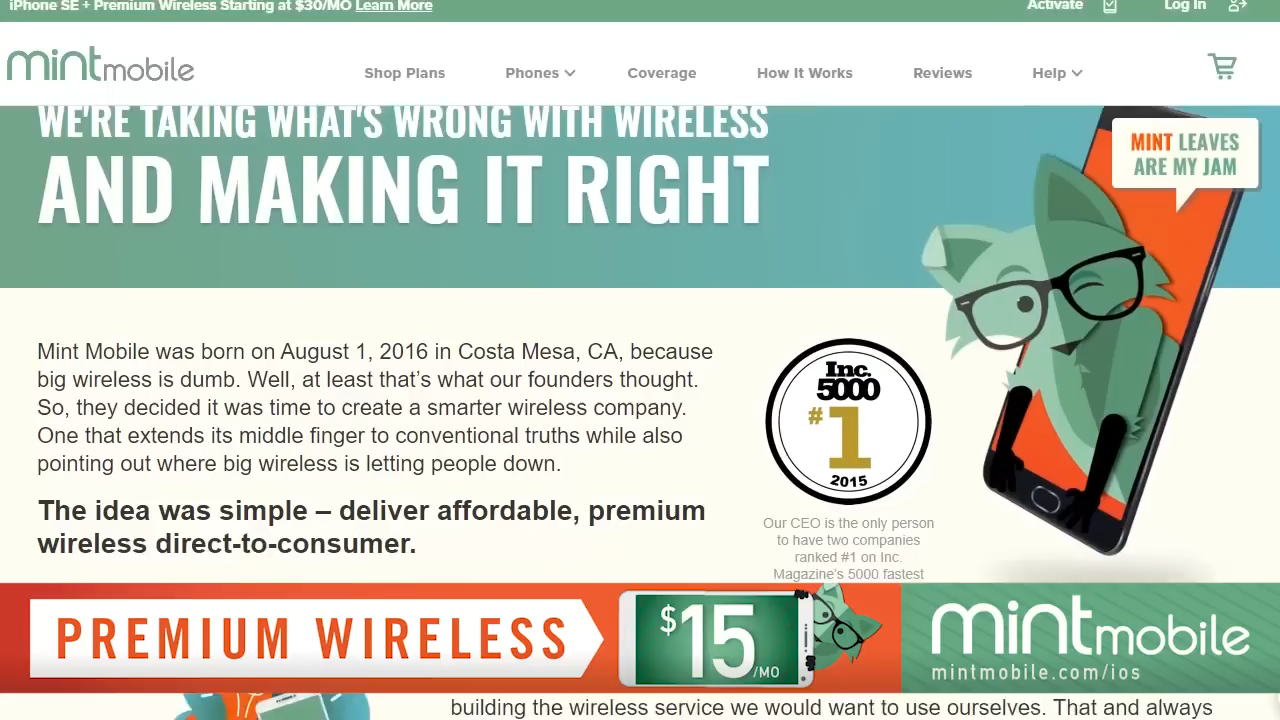 iPhone SE + Premium Wireless Starting at $30/MO Learn More
Activate
Log In
mintmobile
Shop Plans
Phones
Coverage
How It Works
Reviews
Help
WE'RE TAKING WHAT'S WRONG WITH WIRELESS
AND MAKING IT RIGHT
MINT LEAVES
ARE MY JAM
Mint Mobile was born on August 1, 2016 in Costa Mesa, CA, because
big wireless is dumb. Well, at least that’s what our founders thought.
So, they decided it was time to create a smarter wireless company.
One that extends its middle finger to conventional truths while also
pointing out where big wireless is letting people down.
The idea was simple – deliver affordable, premium
wireless direct-to-consumer.
Inc.
5000
#1
2015
Our CEO is the only person
to have two companies
ranked #1 on Inc.
Magazine’s 5000 fastest
PREMIUM WIRELESS
$15/MO
mintmobile
mintmobile.com/ios
building the wireless service we would want to use ourselves. That and always